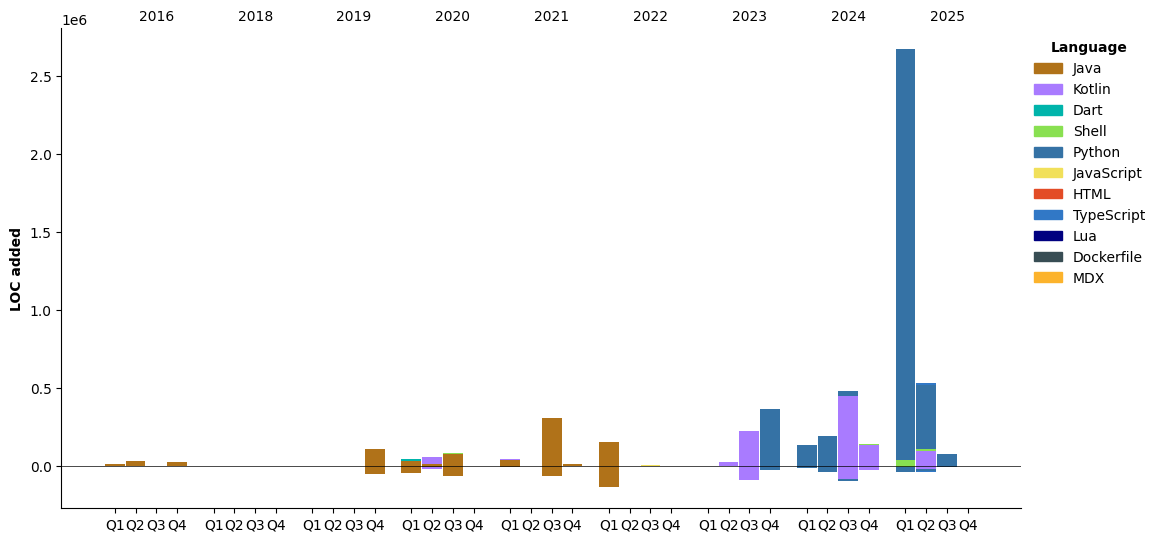 2016 2018 2019 2020 2021 2022 2023 2024 2025
1e6
Language
Java
Kotlin
Dart
Shell
Python
JavaScript
HTML
TypeScript
Lua
Dockerfile
MDX
LOC added
2.5
2.0
1.5
1.0
0.5
0.0
Q1 Q2 Q3 Q4 Q1 Q2 Q3 Q4 Q1 Q2 Q3 Q4 Q1 Q2 Q3 Q4 Q1 Q2 Q3 Q4 Q1 Q2 Q3 Q4 Q1 Q2 Q3 Q4 Q1 Q2 Q3 Q4 Q1 Q2 Q3 Q4